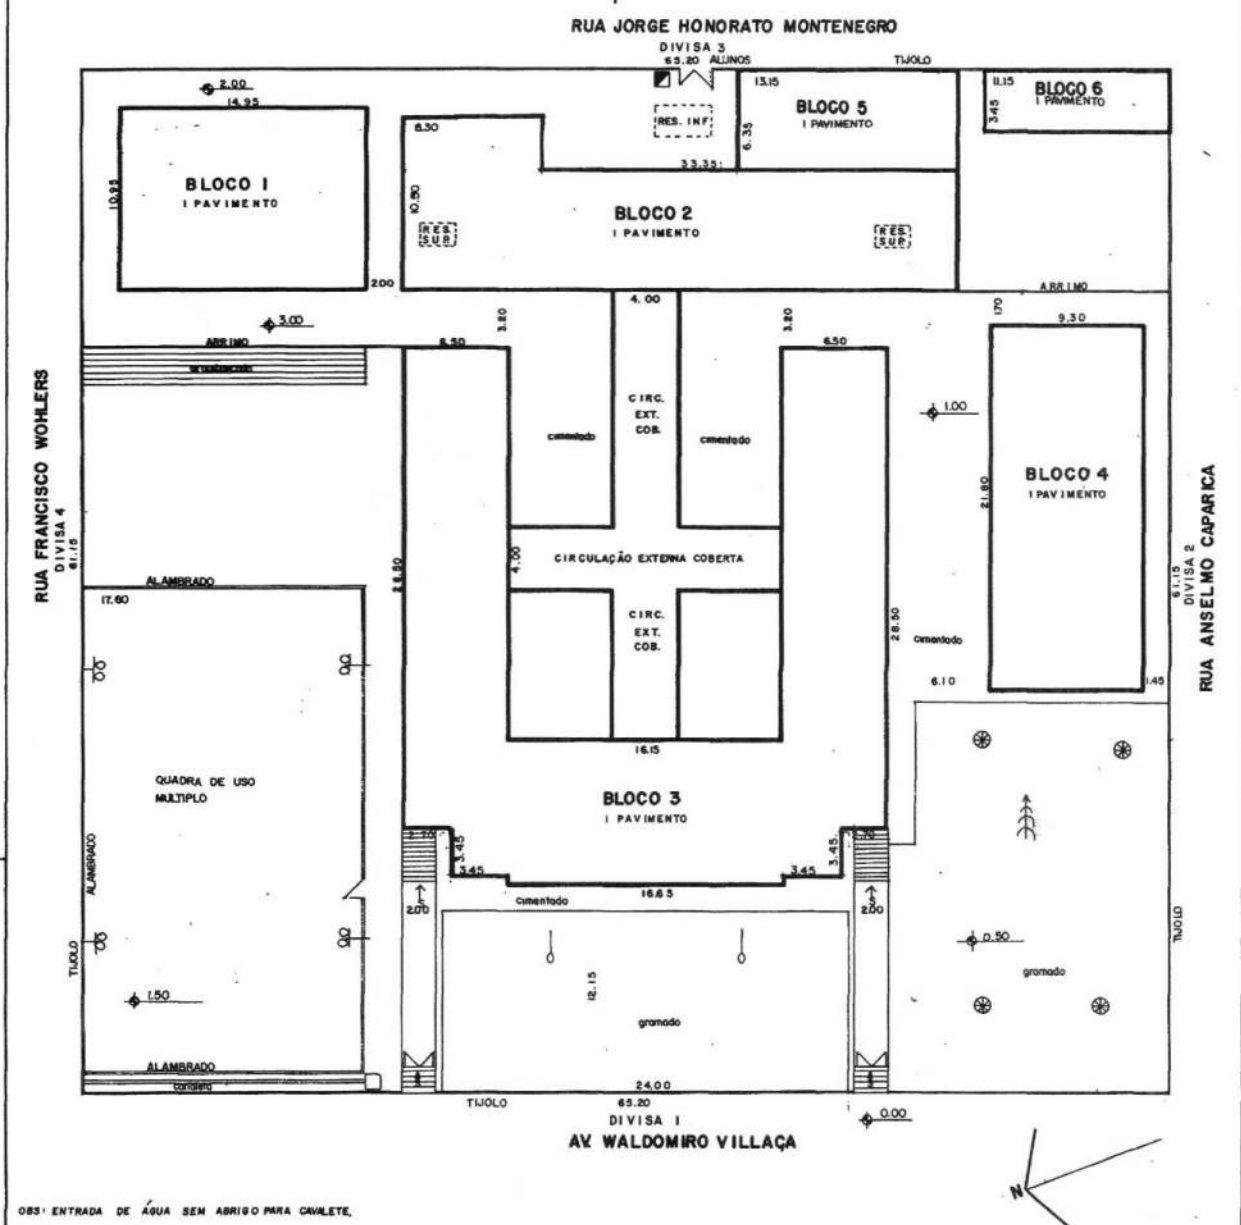 RUA JORGE HONORATO MONTENEGRO
DIVISA 3
65.20 ALUNOS
TIJOLO
2.00
14.95
BLOCO 1
1 PAVIMENTO
10.95
2.00
6.30
10.50
RES. INF
33.35
13.15
6.35
BLOCO 5
1 PAVIMENTO
11.15
3.45
BLOCO 6
1 PAVIMENTO
BLOCO 2
1 PAVIMENTO
RES.
SUP.
RES.
SUP.
ARRIMO
3.00
ARRIMO
3.20
4.00
3.20
6.50
6.50
1.70
9.30
CIRC.
EXT.
COB.
cimentado
cimentado
1.00
BLOCO 4
1 PAVIMENTO
21.80
RUA FRANCISCO WOHLERS
DIVISA 4
61.15
RUA ANSELMO CAPARICA
DIVISA 2
61.15
4.00
CIRCULAÇÃO EXTERNA COBERTA
ALAMBRADO
17.60
28.50
CIRC.
EXT.
COB.
28.50
cimentado
6.10
1.45
16.15
QUADRA DE USO
MULTIPLO
BLOCO 3
1 PAVIMENTO
3.45
3.45
3.45
3.45
16.65
cimentado
ALAMBRADO
TIJOLO
2.00
2.00
S
S
12.15
gramado
0.50
gramado
TIJOLO
1.50
ALAMBRADO
canaleta
24.00
TIJOLO
65.20
DIVISA 1
0.00
AV. WALDOMIRO VILLAÇA
N
OBS: ENTRADA DE ÁGUA SEM ABRIGO PARA CAVALETE.